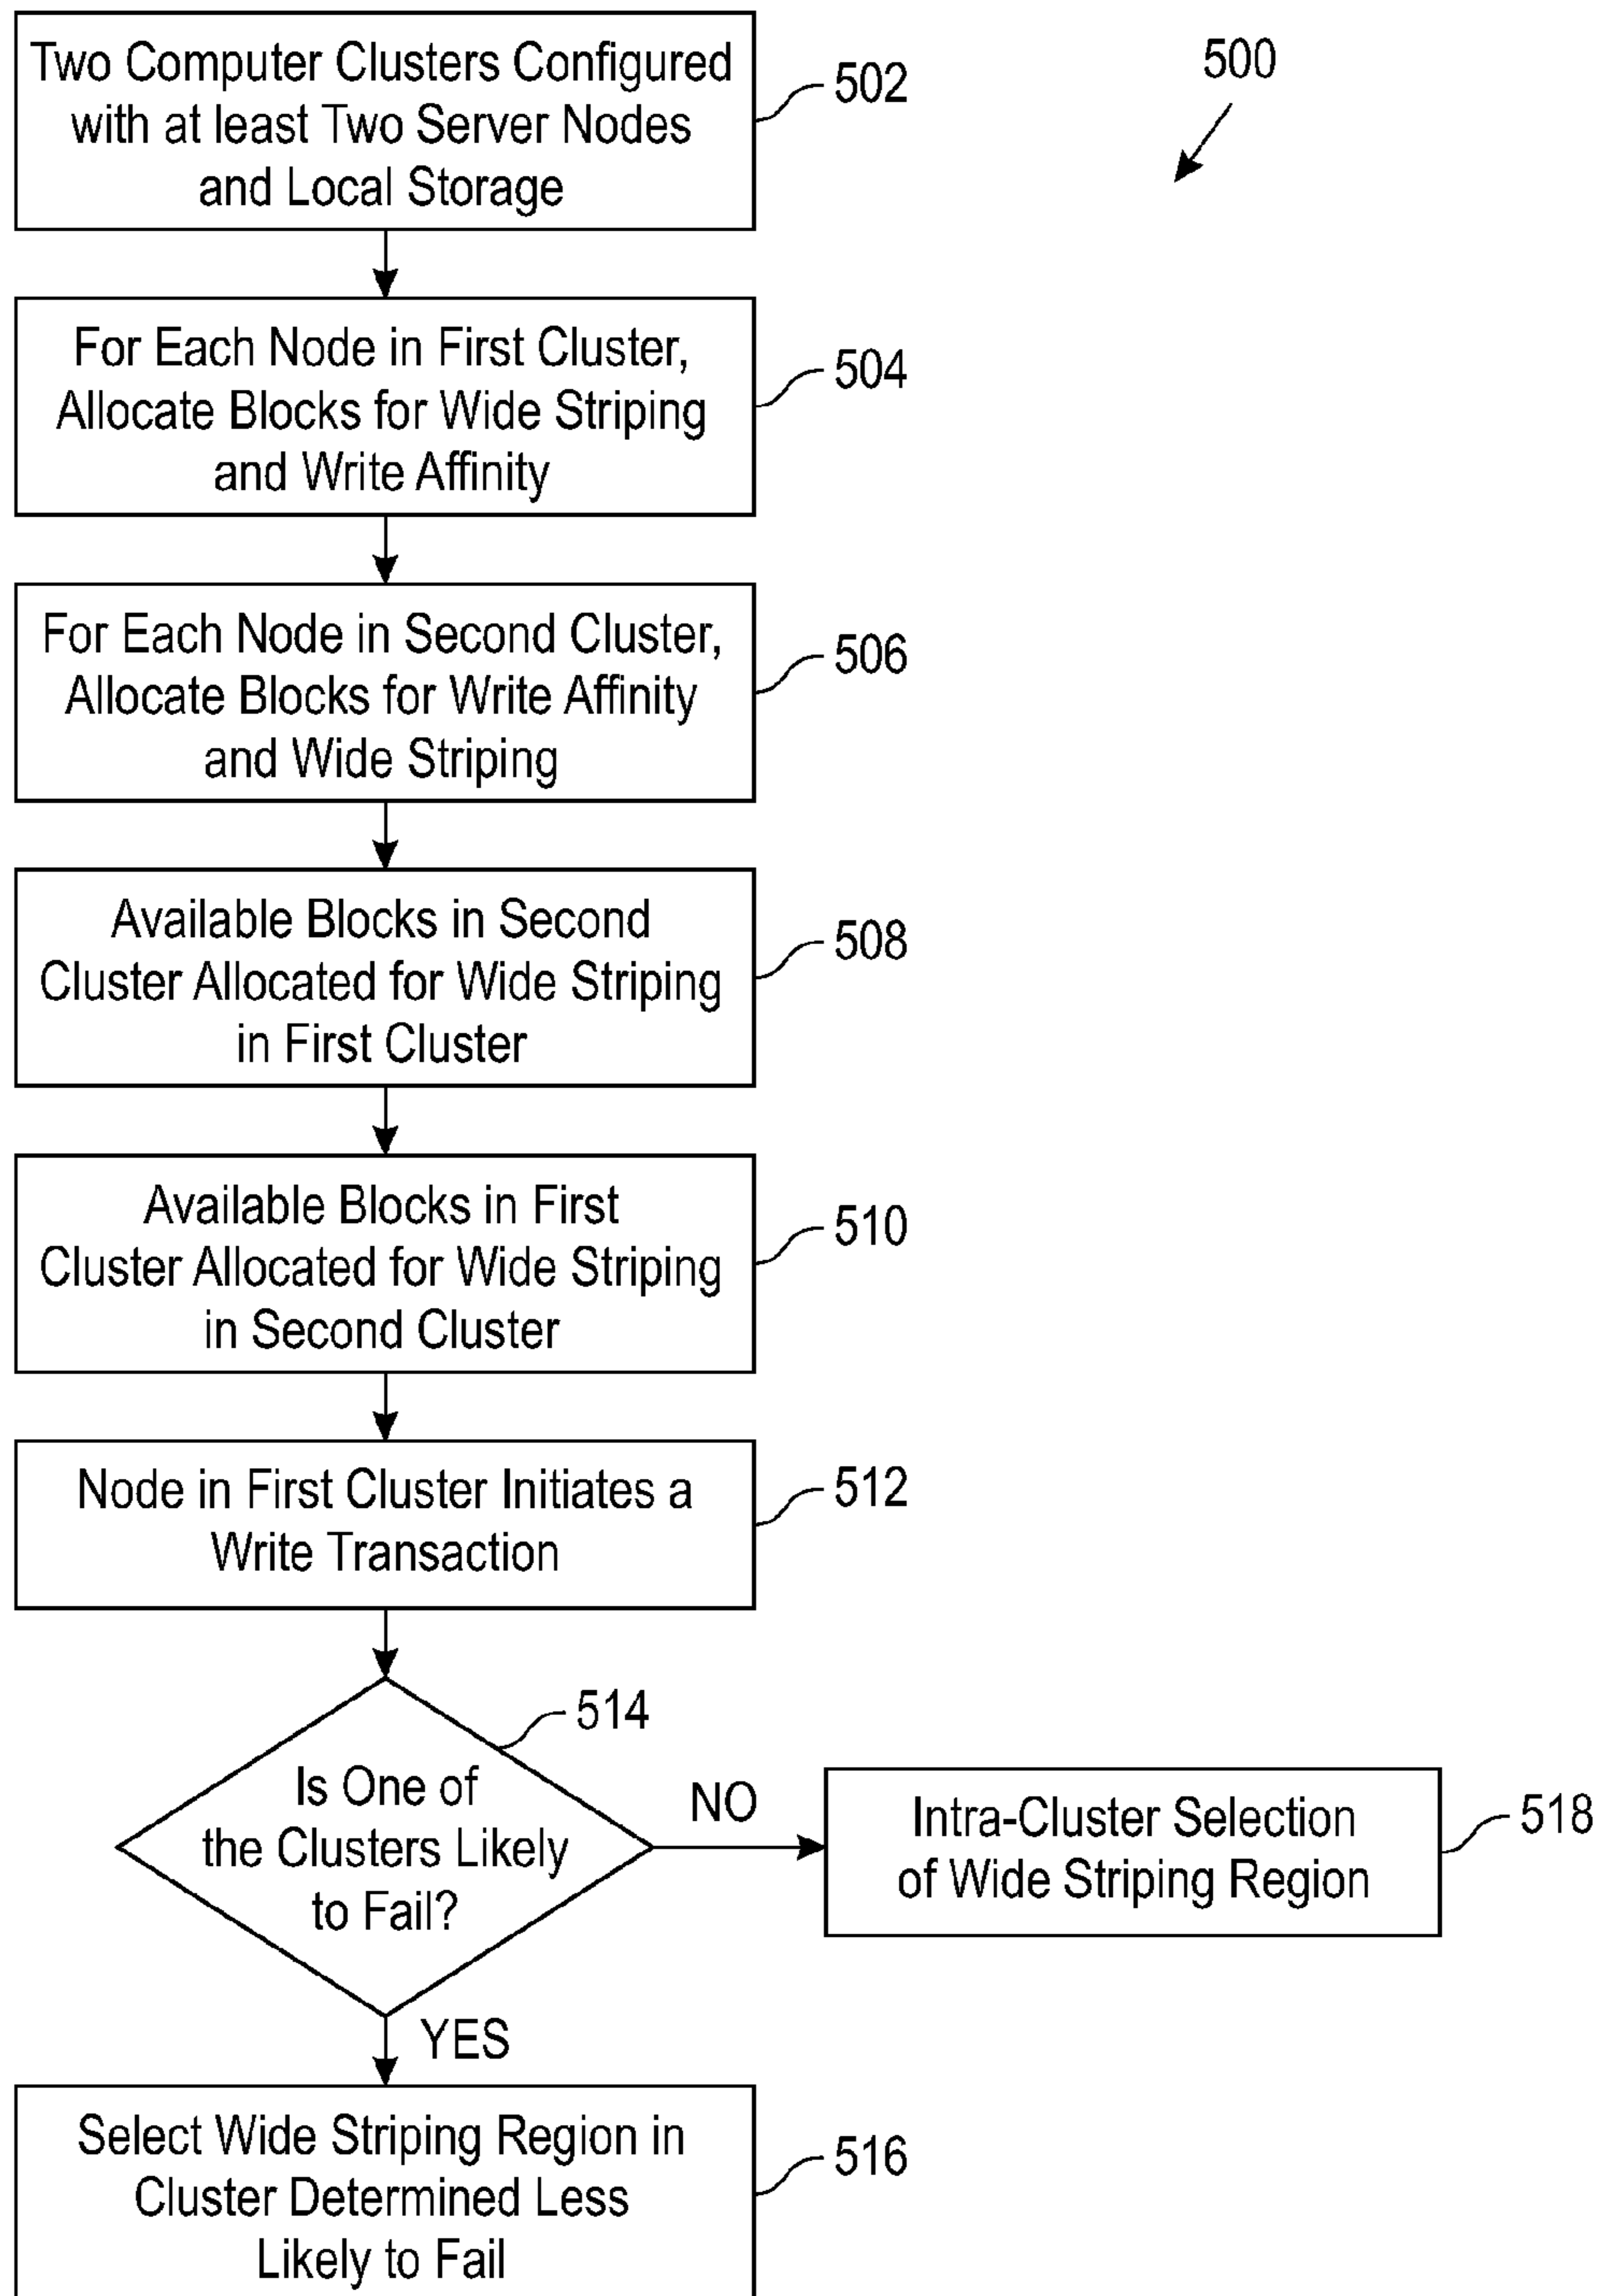 500
Two Computer Clusters Configured
with at least Two Server Nodes
and Local Storage
502
For Each Node in First Cluster,
Allocate Blocks for Wide Striping
and Write Affinity
504
For Each Node in Second Cluster,
Allocate Blocks for Write Affinity
and Wide Striping
506
Available Blocks in Second
Cluster Allocated for Wide Striping
in First Cluster
508
Available Blocks in First
Cluster Allocated for Wide Striping
in Second Cluster
510
Node in First Cluster Initiates a
Write Transaction
512
514
Is One of
the Clusters Likely
to Fail?
NO
Intra-Cluster Selection
of Wide Striping Region
518
YES
Select Wide Striping Region in
Cluster Determined Less
Likely to Fail
516